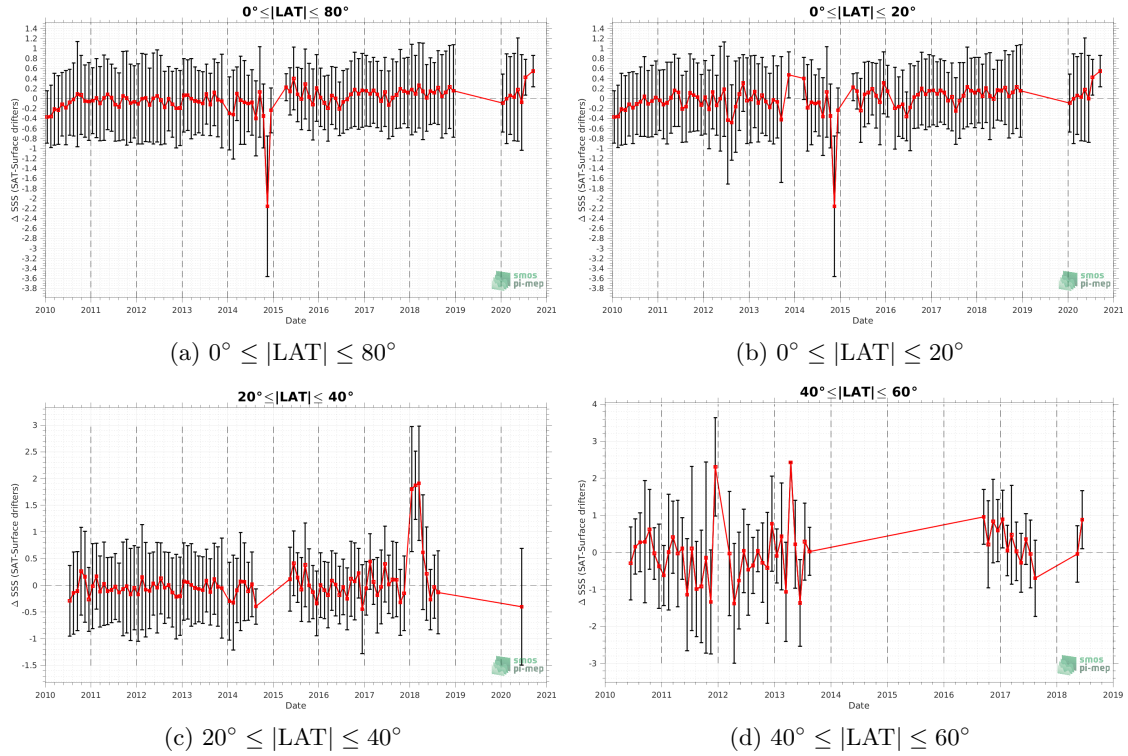 0°≤|LAT|≤ 80°
1.4
1.2
1
0.8
0.6
0.4
0.2
0
-0.2
-0.4
-0.6
-0.8
-1
-1.2
-1.4
-1.6
-1.8
-2
-2.2
-2.4
-2.6
-2.8
-3
-3.2
-3.4
-3.6
-3.8
Δ SSS (SAT-Surface drifters)
smos
pi-mep
2010 2011 2012 2013 2014 2015 2016 2017 2018 2019 2020 2021
Date
(a) 0° ≤ |LAT| ≤ 80°
0°≤|LAT|≤ 20°
1.4
1.2
1
0.8
0.6
0.4
0.2
0
-0.2
-0.4
-0.6
-0.8
-1
-1.2
-1.4
-1.6
-1.8
-2
-2.2
-2.4
-2.6
-2.8
-3
-3.2
-3.4
-3.6
-3.8
Δ SSS (SAT-Surface drifters)
smos
pi-mep
2010 2011 2012 2013 2014 2015 2016 2017 2018 2019 2020 2021
Date
(b) 0° ≤ |LAT| ≤ 20°
20°≤|LAT|≤ 40°
3
2.5
2
1.5
1
0.5
0
-0.5
-1
-1.5
Δ SSS (SAT-Surface drifters)
smos
pi-mep
2010 2011 2012 2013 2014 2015 2016 2017 2018 2019 2020 2021
Date
(c) 20° ≤ |LAT| ≤ 40°
40°≤|LAT|≤ 60°
4
3
2
1
0
-1
-2
-3
Δ SSS (SAT-Surface drifters)
smos
pi-mep
2011 2012 2013 2014 2015 2016 2017 2018 2019
Date
(d) 40° ≤ |LAT| ≤ 60°